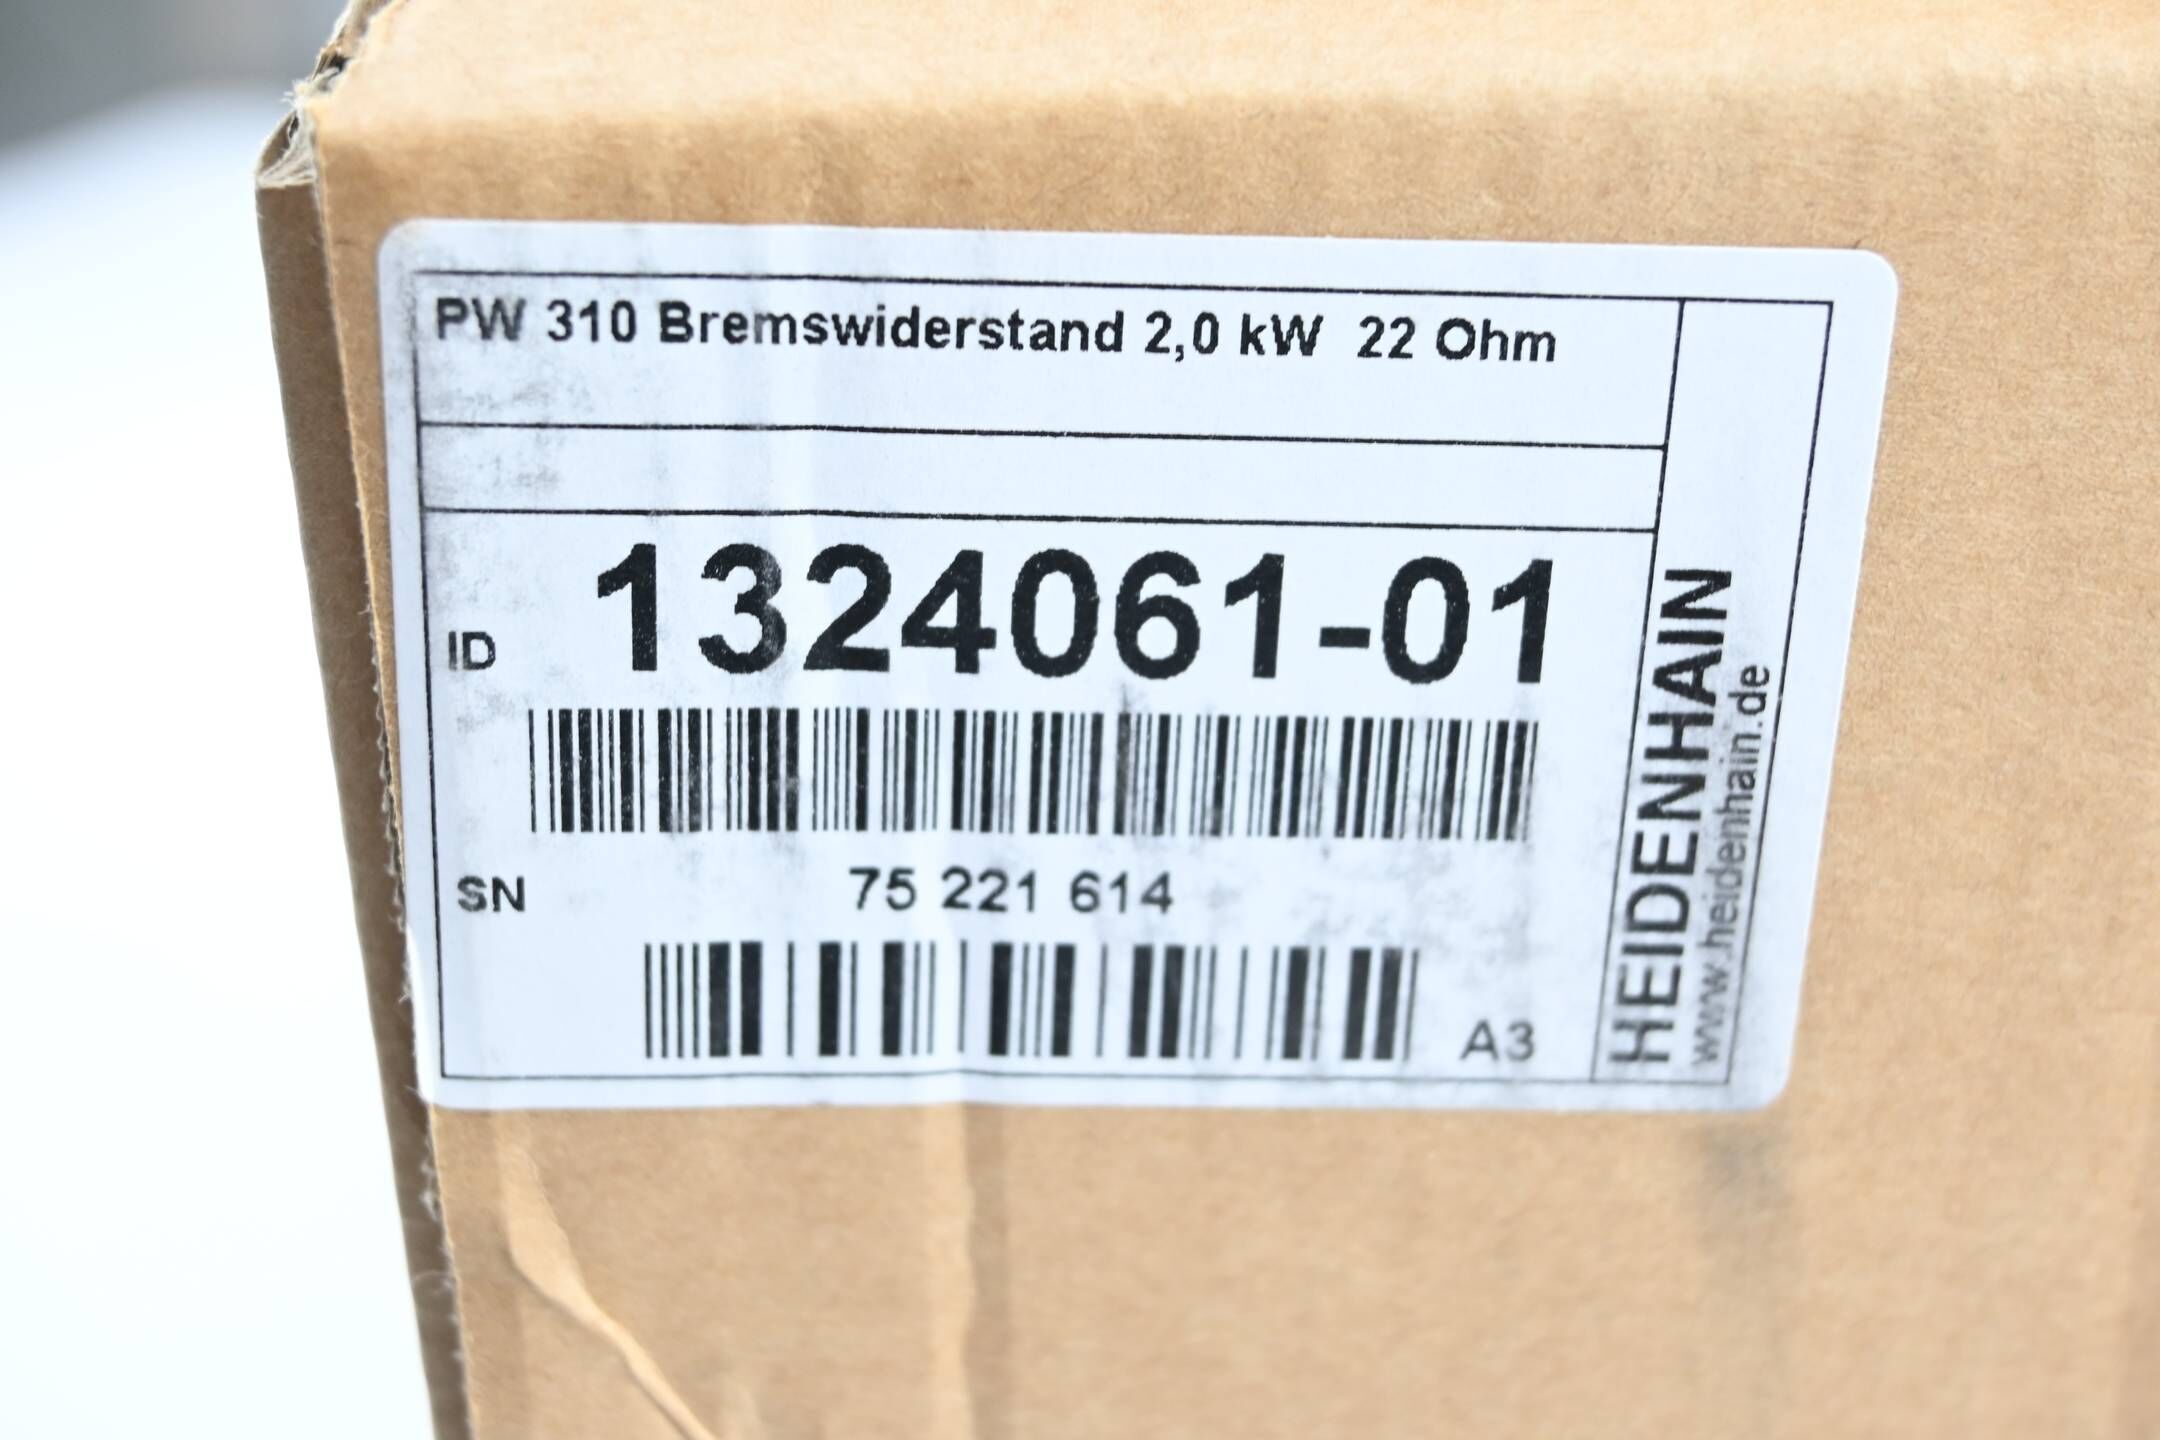 PW 310 Bremswiderstand 2,0 kW  22 Ohm
ID 1324061-01
SN 75 221 614
A3
HEIDENHAIN
www.heidenhain.de